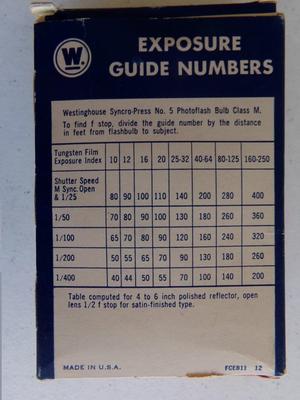 W.
EXPOSURE
GUIDE NUMBERS
Westinghouse Syncro-Press No. 5 Photoflash Bulb Class M.
To find f stop, divide the guide number by the distance
in feet from flashbulb to subject.
Tungsten Film
Exposure Index 10 12 16 20 25-32 40-64 80-125 160-250
Shutter Speed
M Sync. Open
& 1/25 80 90 100 110 140 200 280 400
1/50 70 80 90 100 130 180 260 360
1/100 65 70 80 90 120 160 240 320
1/200 50 55 65 70 90 130 180 260
1/400 40 44 50 55 70 100 140 200
Table computed for 4 to 6 inch polished reflector, open
lens 1/2 f stop for satin-finished type.
MADE IN U.S.A. FCE811 12